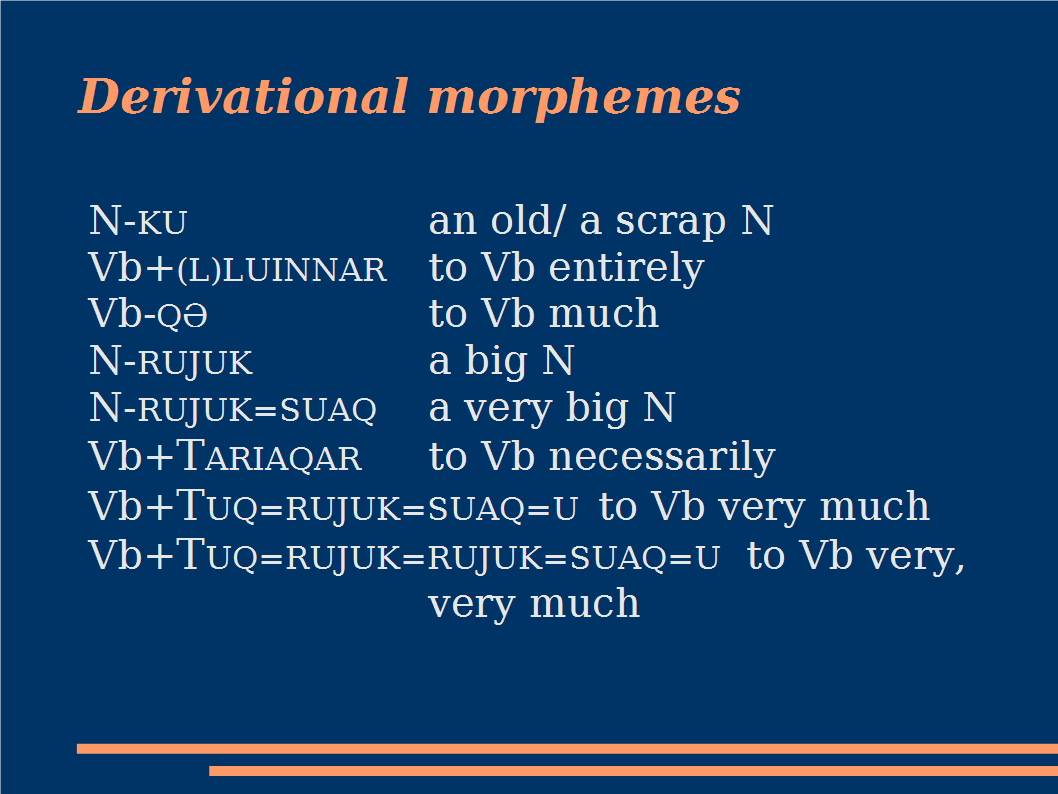 Derivational morphemes
N-KU an old/ a scrap N
Vb+(L)LUINNAR to Vb entirely
Vb-QƏ to Vb much
N-RUJUK a big N
N-RUJUK=SUAQ a very big N
Vb+TARIAQAR to Vb necessarily
Vb+TUQ=RUJUK=SUAQ=U to Vb very much
Vb+TUQ=RUJUK=RUJUK=SUAQ=U to Vb very,
very much